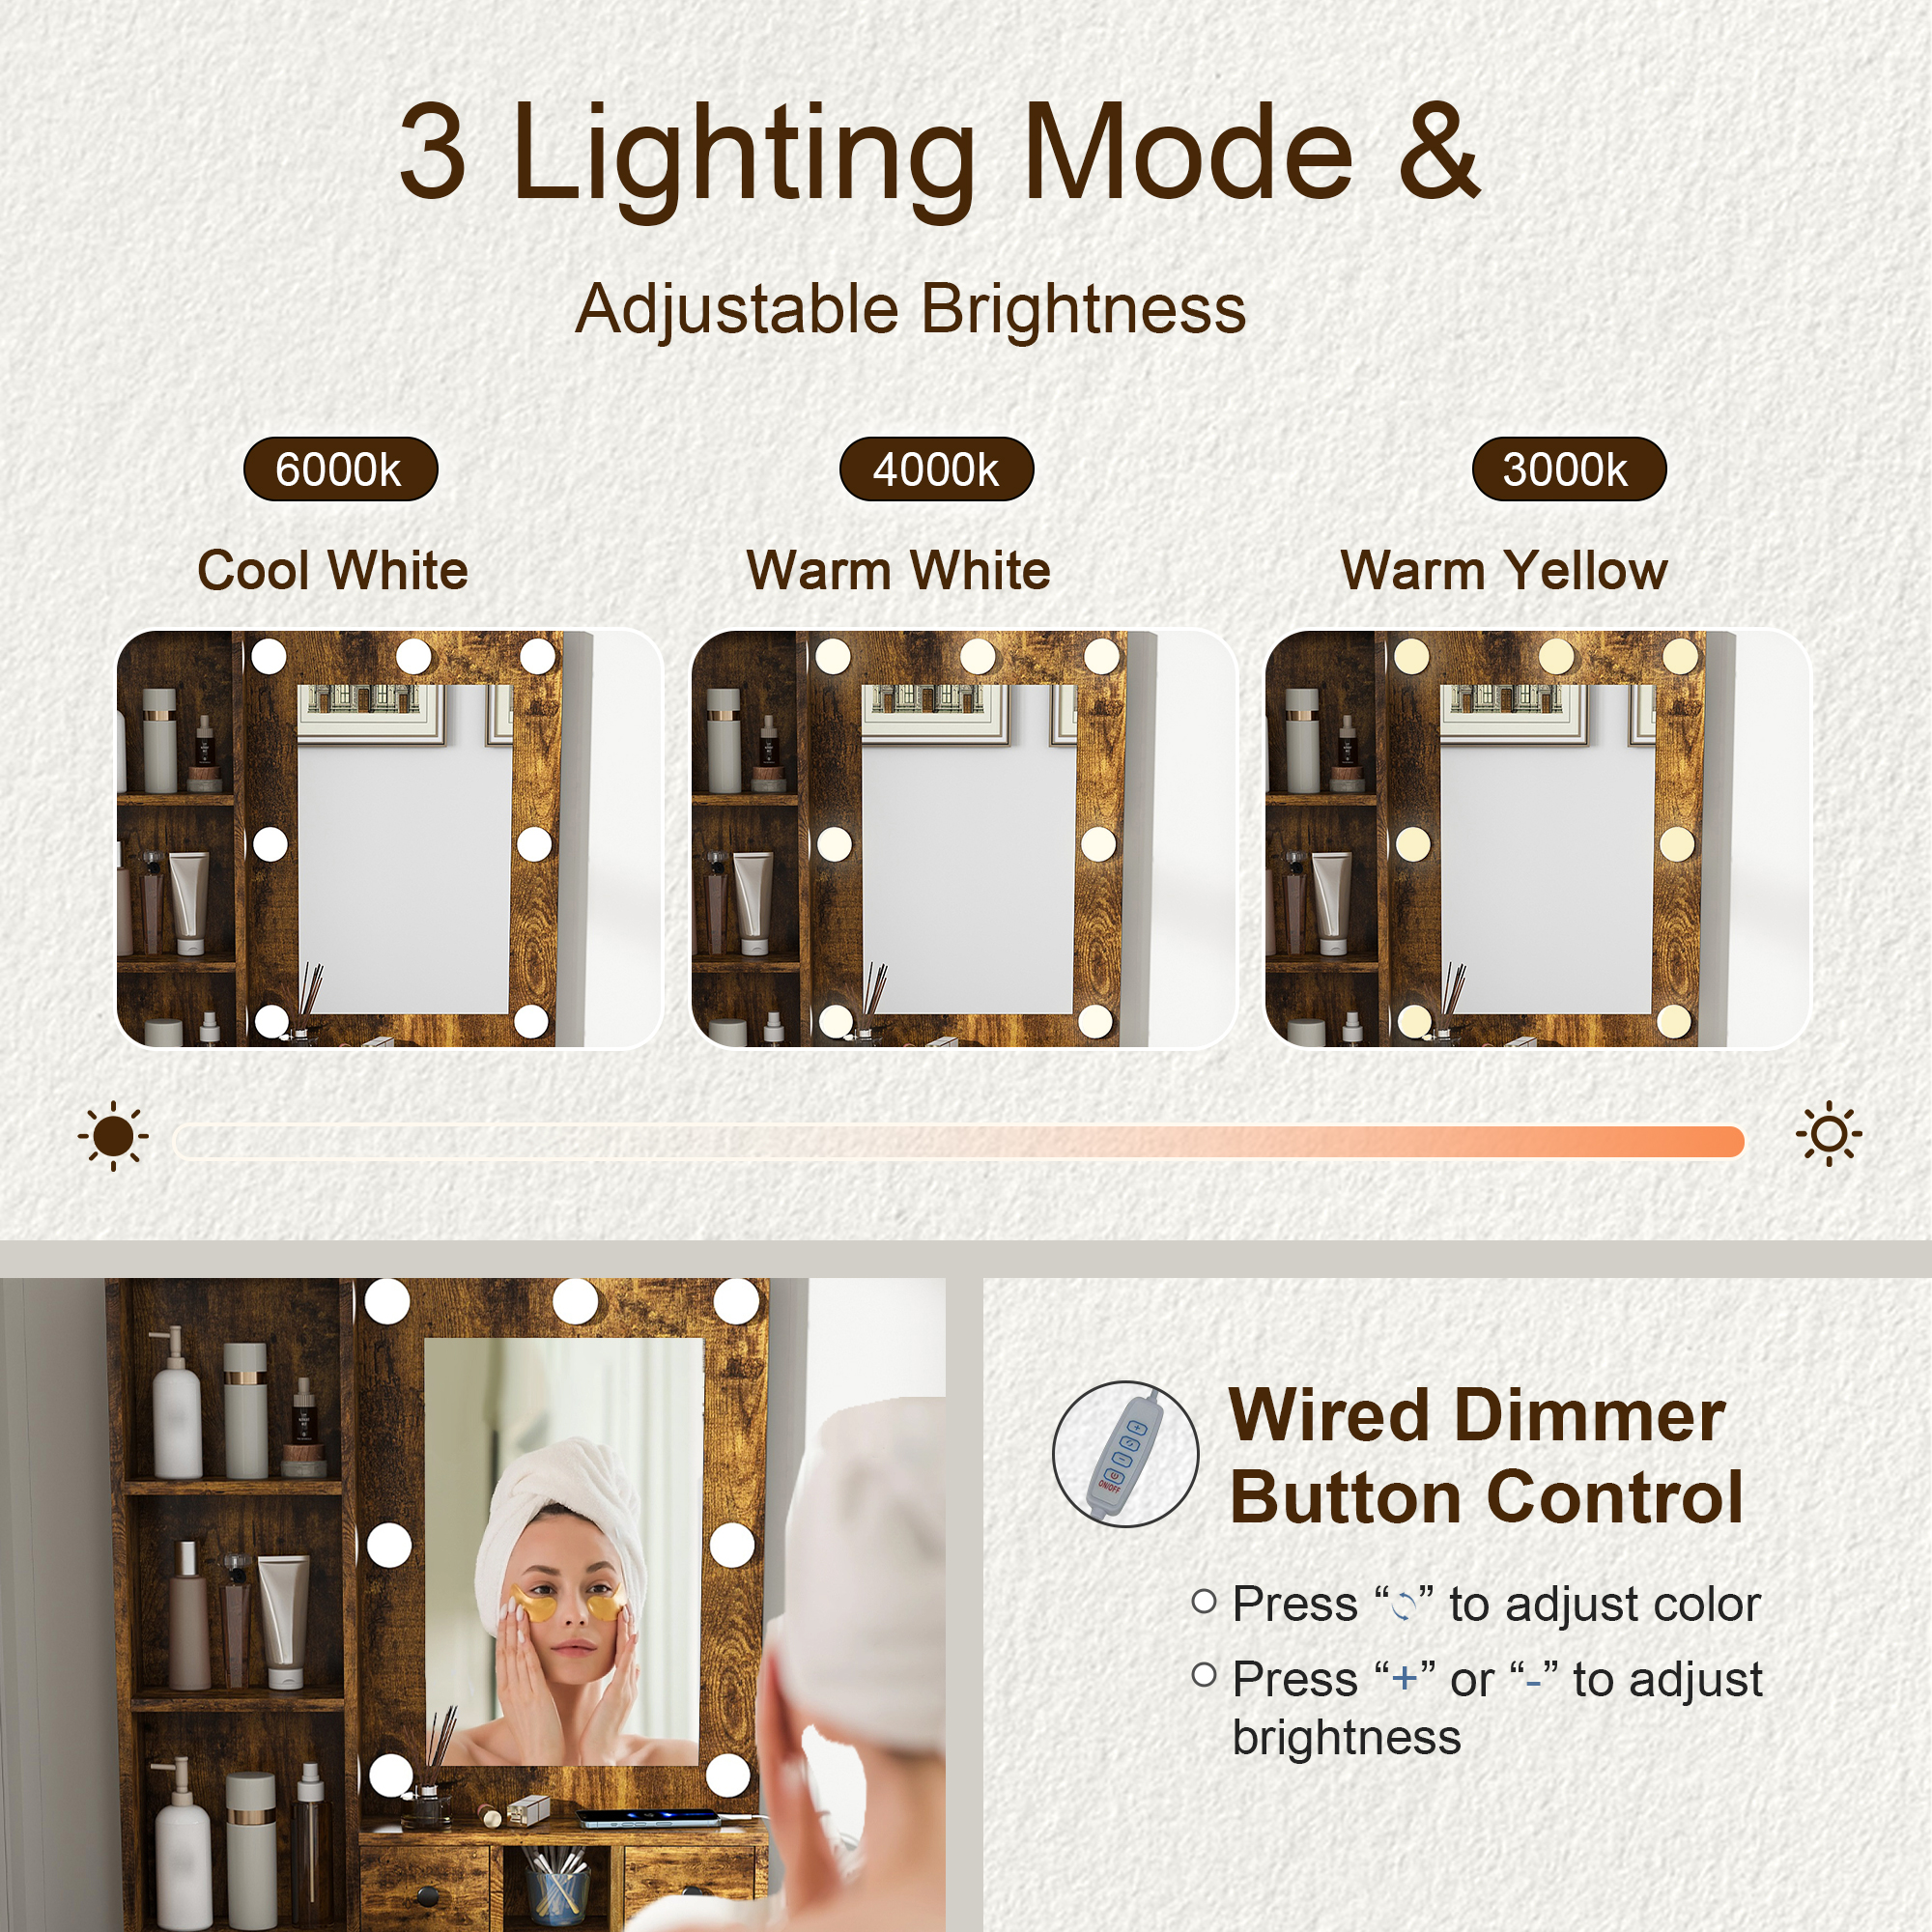 3 Lighting Mode &
Adjustable Brightness
6000k
4000k
3000k
Cool White
Warm White
Warm Yellow
Wired Dimmer
Button Control
ON/OFF
Press “” to adjust color
Press “+” or “-” to adjust
brightness